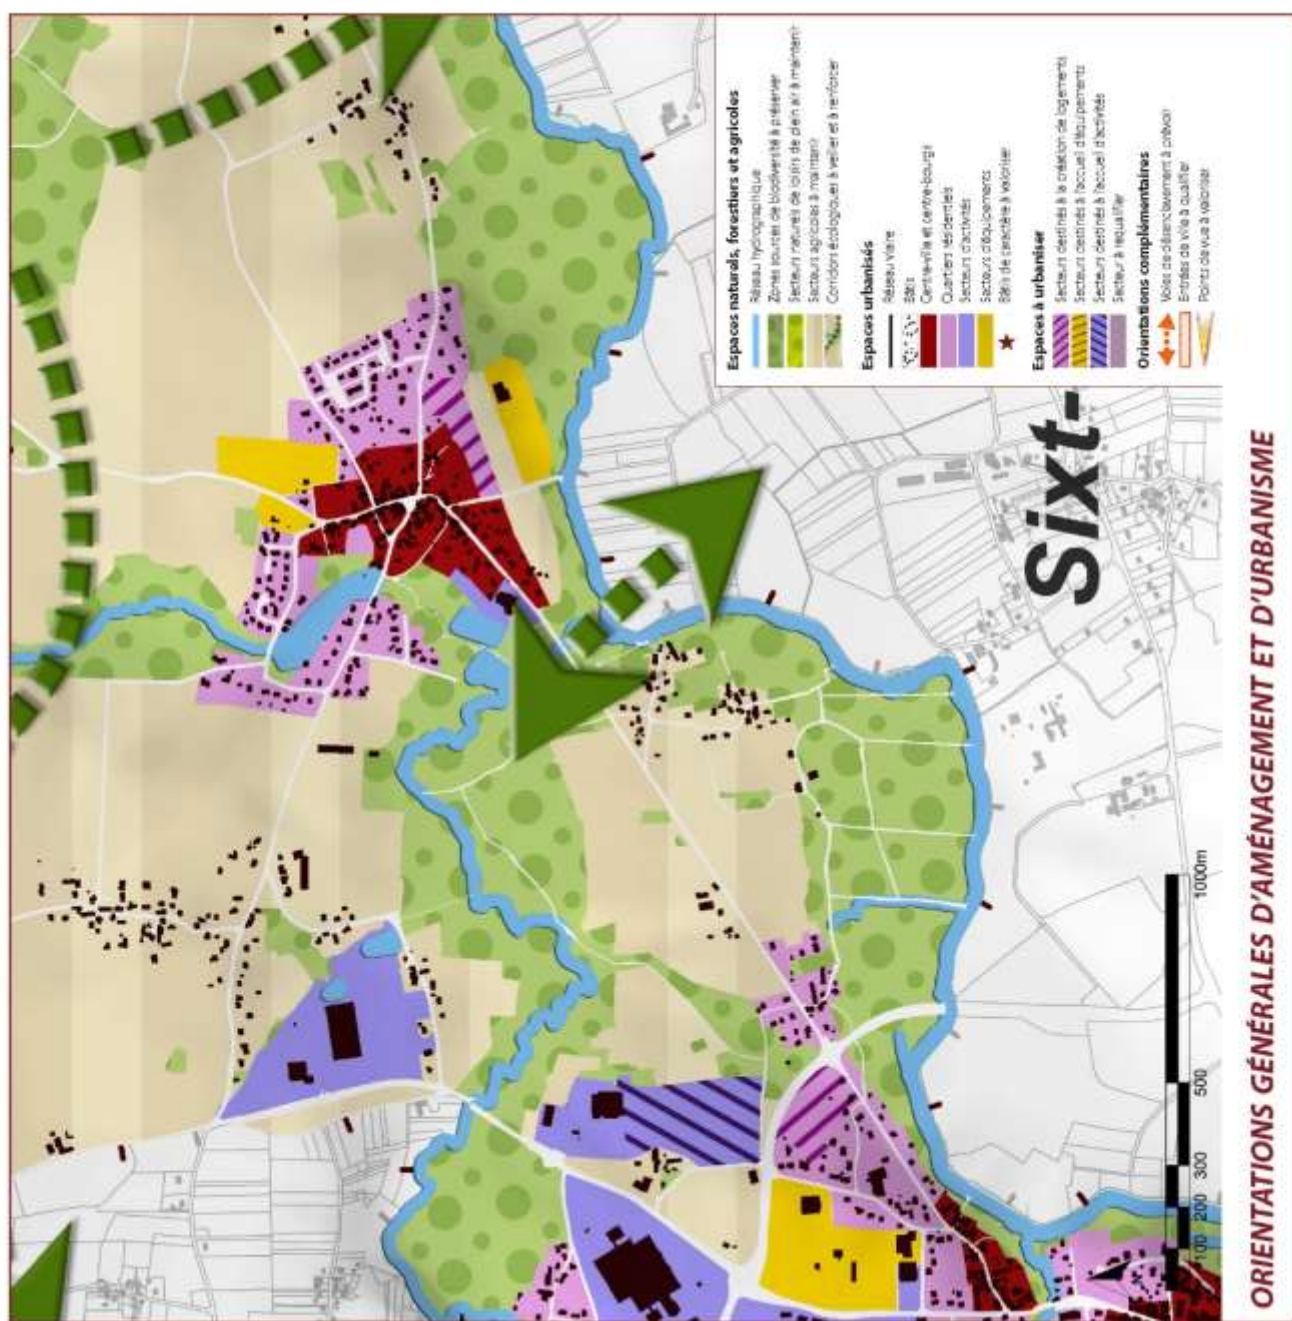 Espaces naturels, forestiers et agricoles
Réseau hydrographique
Zones sources de biodiversité à préserver
Secteurs naturels de loisirs de plein air à maintenir
Secteurs agricoles à maintenir
Corridors écologiques à veiller et à renforcer
Espaces urbanisés
Réseau viaire
Bâtis
Centre-ville et centre-bourgs
Quartiers résidentiels
Secteurs d'activités
Secteurs d'équipements
Bâtis de caractère à valoriser
Espaces à urbaniser
Secteurs destinés à la création de logements
Secteurs destinés à l'accueil d'équipements
Secteurs destinés à l'accueil d'activités
Secteur à requalifier
Orientations complémentaires
Voies de désenclavement à prévoir
Entrées de ville à qualifier
Points de vue à valoriser
Sixt-
100 200 300 500 1000m
ORIENTATIONS GÉNÉRALES D'AMÉNAGEMENT ET D'URBANISME